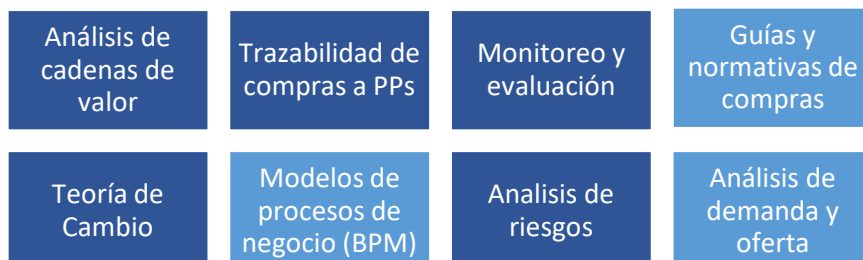 Análisis de
cadenas de
valor
Trazabilidad de
compras a PPs
Monitoreo y
evaluación
Guías y
normativas de
compras
Teoría de
Cambio
Modelos de
procesos de
negocio (BPM)
Analisis de
riesgos
Análisis de
demanda y
oferta